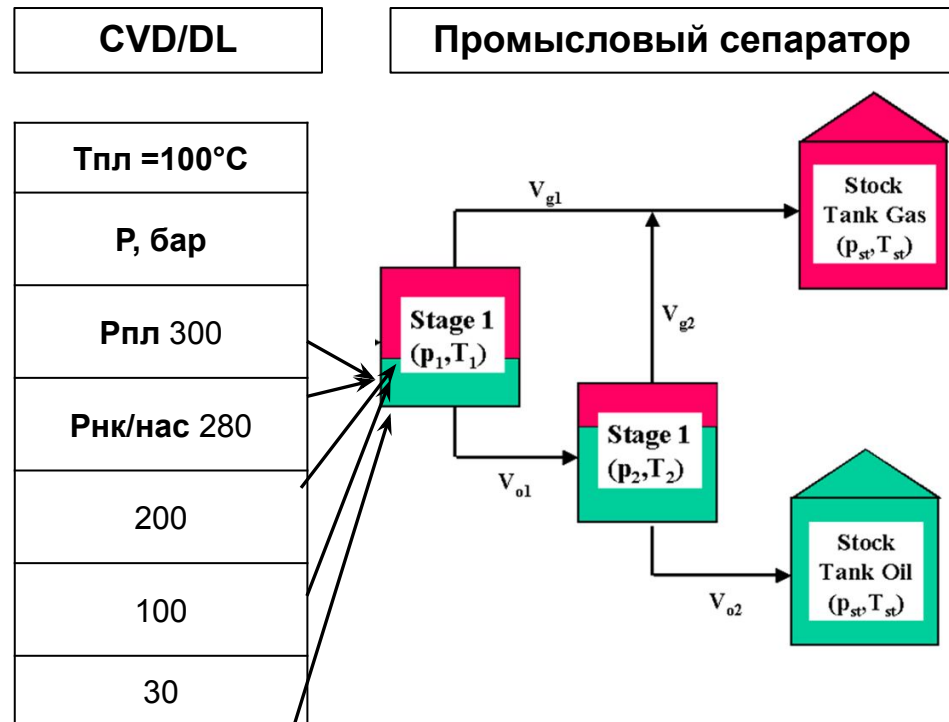 CVD/DL
Промысловый сепаратор
Тпл =100°C
P, бар
Рпл 300
Рнк/нас 280
200
100
30
Vg1
Stage 1
(p1,T1)
Vo1
Vg2
Stage 1
(p2,T2)
Vo2
Stock
Tank Gas
(pst,Tst)
Stock
Tank Oil
(pst,Tst)